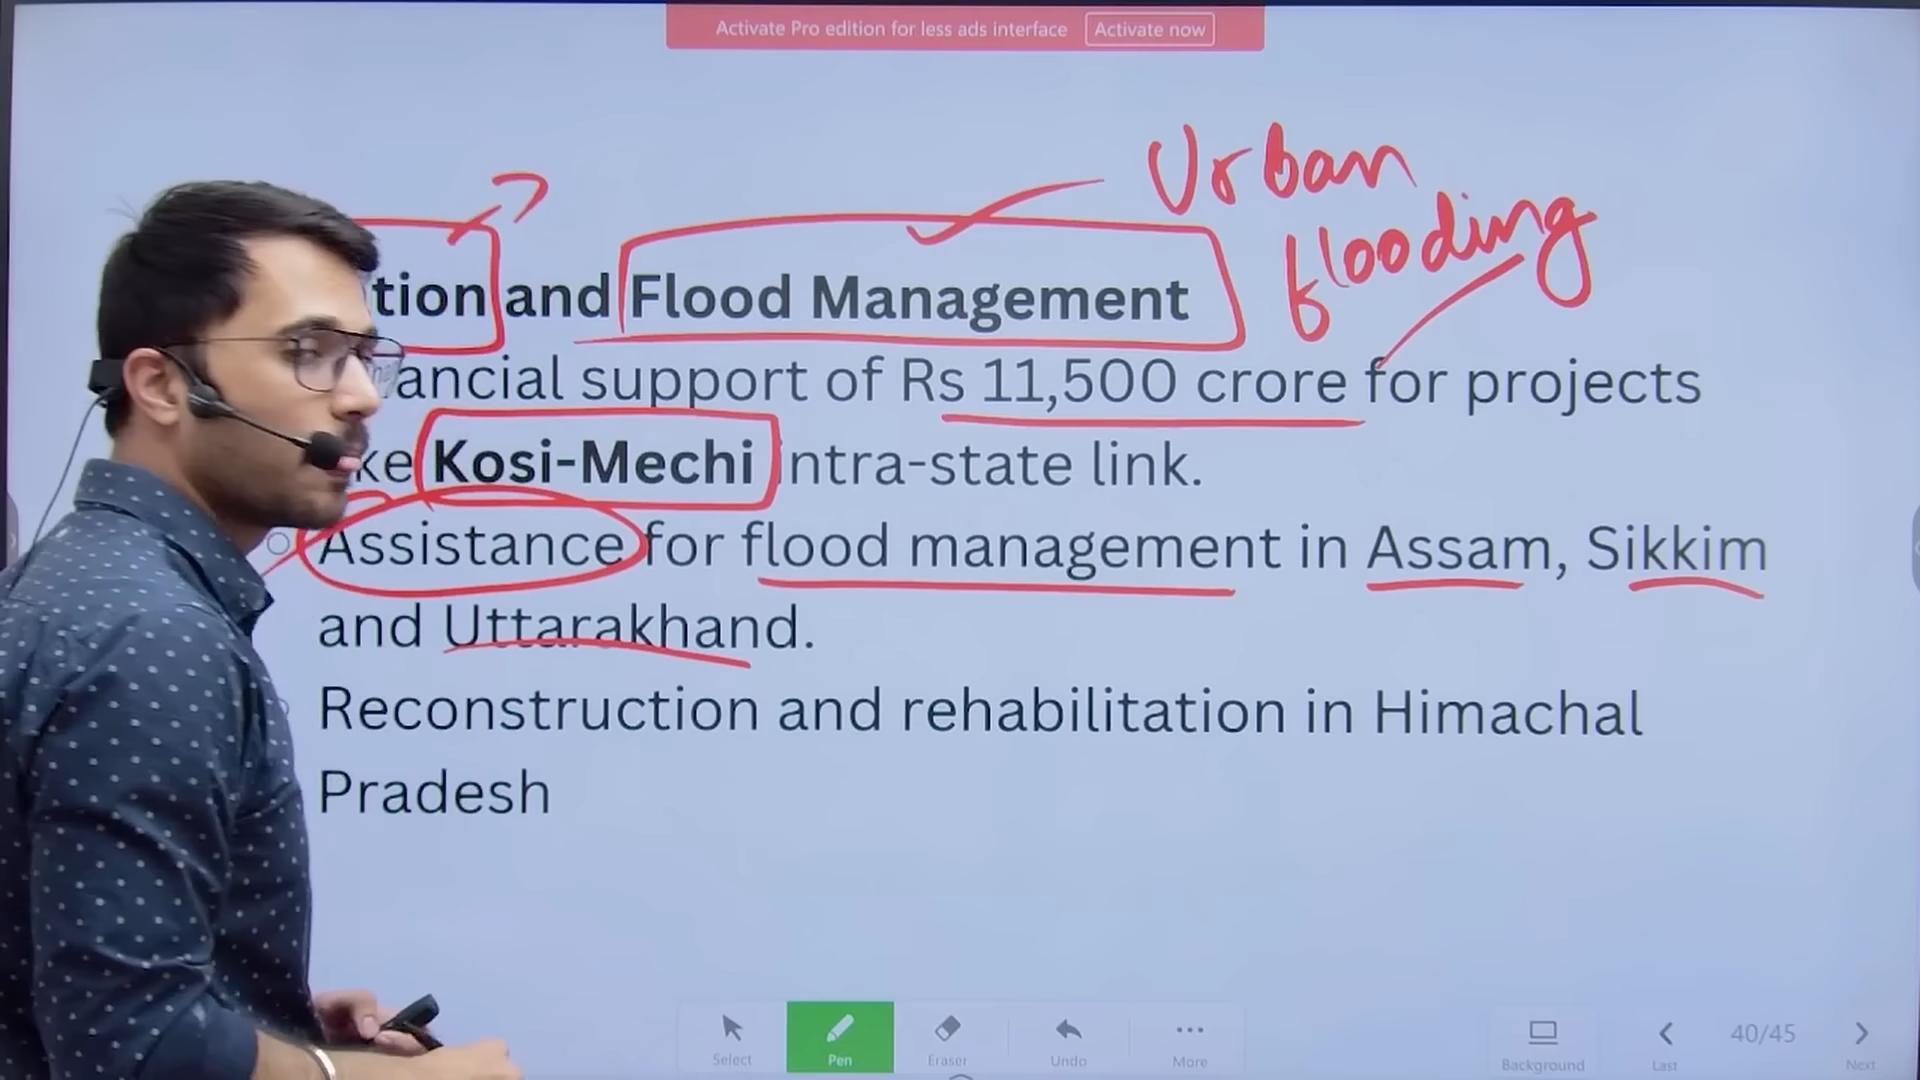 Activate Pro edition for less ads interface Activate now
Urban
flooding
tion and Flood Management
ancial support of Rs 11,500 crore for projects
ke Kosi-Mechi intra-state link.
Assistance for flood management in Assam, Sikkim
and Uttarakhand.
Reconstruction and rehabilitation in Himachal
Pradesh
Select Pen Eraser Undo More Background Last 40/45 Next